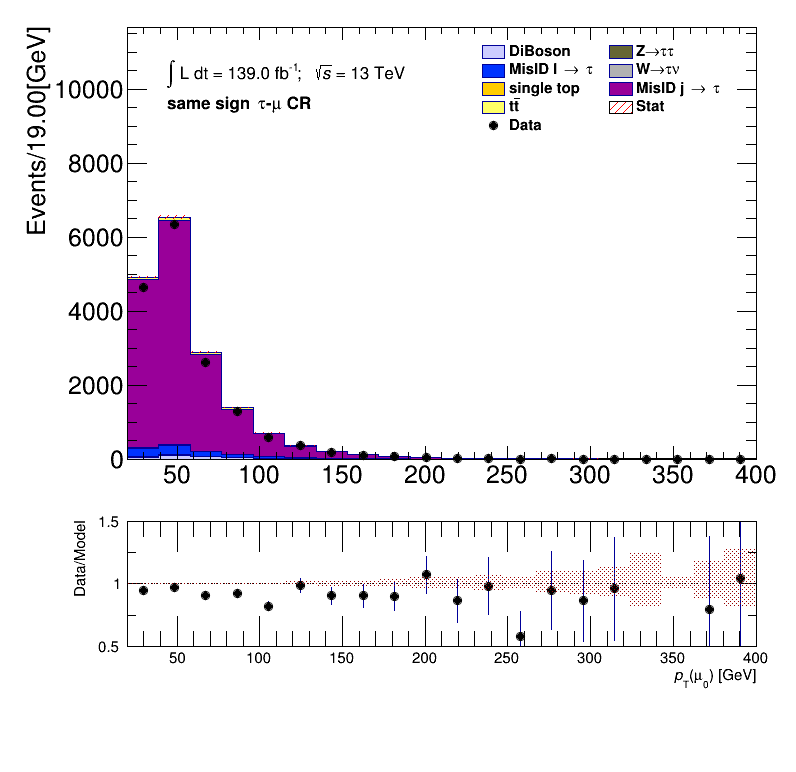 Events/19.00[GeV]
∫ L dt = 139.0 fb⁻¹; √s = 13 TeV
same sign τ-μ CR
DiBoson
MisID l → τ
single top
tt̄
Data
Z→ττ
W→τν
MisID j → τ
Stat
10000
8000
6000
4000
2000
0
50 100 150 200 250 300 350 400
Data/Model
1.5
1
0.5
50 100 150 200 250 300 350 400
p_T(μ_0) [GeV]